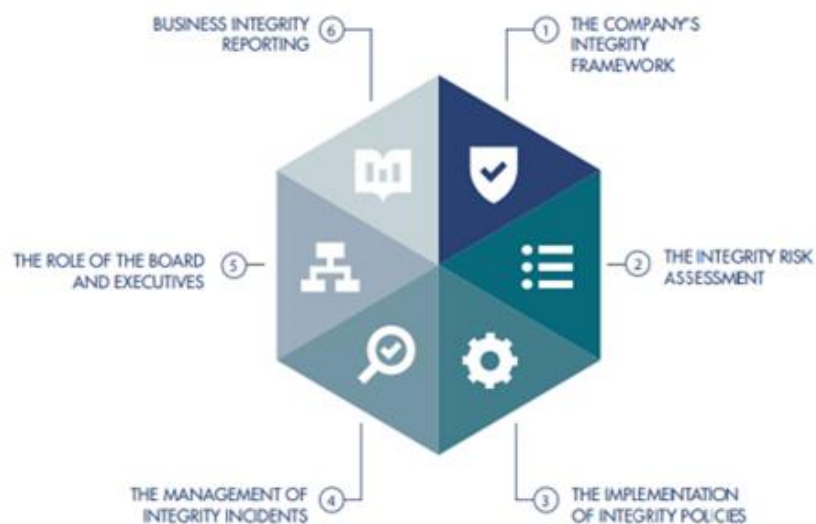 BUSINESS INTEGRITY
REPORTING
6
1
THE COMPANY'S
INTEGRITY
FRAMEWORK
THE ROLE OF THE BOARD
AND EXECUTIVES
5
2
THE INTEGRITY RISK
ASSESSMENT
THE MANAGEMENT OF
INTEGRITY INCIDENTS
4
3
THE IMPLEMENTATION
OF INTEGRITY POLICIES